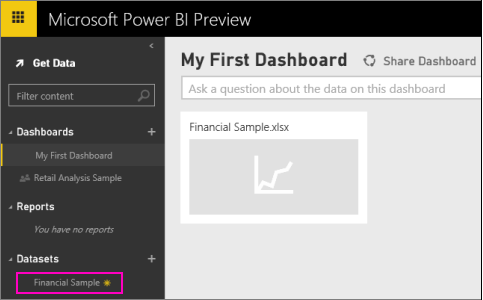 Microsoft Power BI Preview
Get Data
Filter content
Dashboards
My First Dashboard
Retail Analysis Sample
Reports
You have no reports
Datasets
Financial Sample
My First Dashboard
Share Dashboard
Ask a question about the data on this dashboard
Financial Sample.xlsx